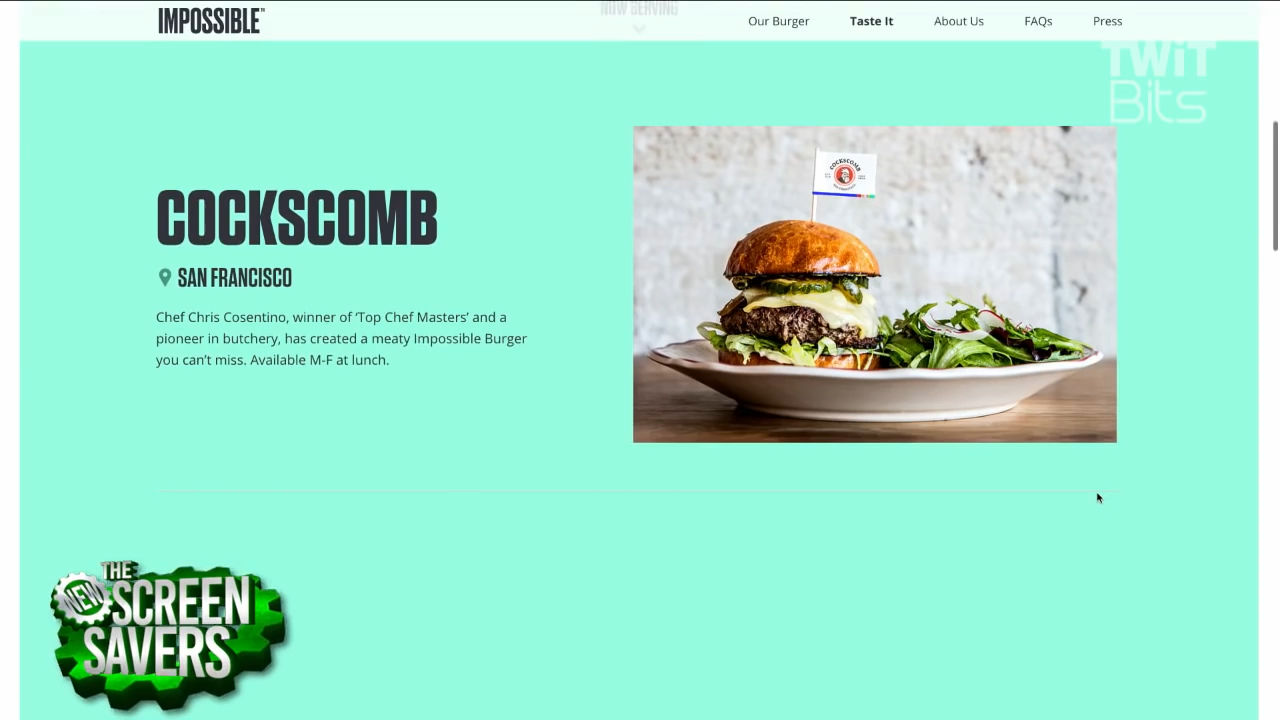 NOW SERVING
IMPOSSIBLE™
Our Burger
Taste It
About Us
FAQs
Press
TWiT
Bits
COCKSCOMB
SAN FRANCISCO
Chef Chris Cosentino, winner of ‘Top Chef Masters’ and a
pioneer in butchery, has created a meaty Impossible Burger
you can’t miss. Available M-F at lunch.
COCKSCOMB
THE
NEW
SCREEN
SAVERS